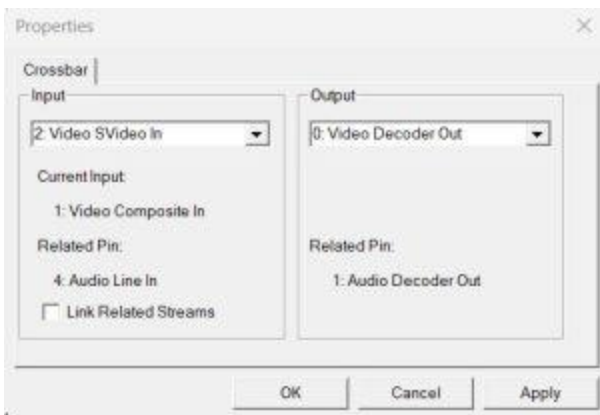 Properties
Crossbar
Input
2: Video SVideo In
Current Input:
1: Video Composite In
Related Pin:
4: Audio Line In
Link Related Streams
Output
0: Video Decoder Out
Related Pin:
1: Audio Decoder Out
OK
Cancel
Apply